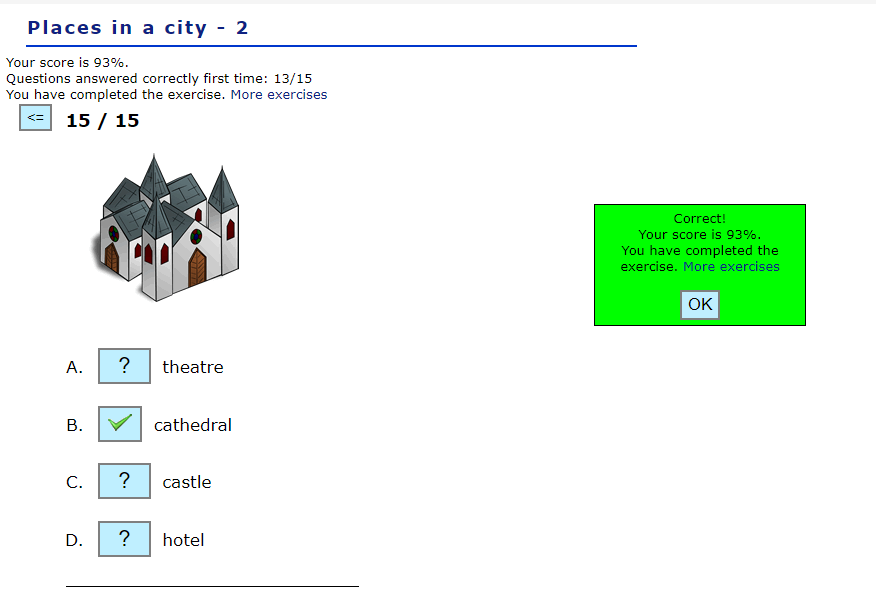 Places in a city - 2
Your score is 93%.
Questions answered correctly first time: 13/15
You have completed the exercise. More exercises
<= 15 / 15
Correct!
Your score is 93%.
You have completed the
exercise. More exercises
OK
A. ? theatre
B. cathedral
C. ? castle
D. ? hotel